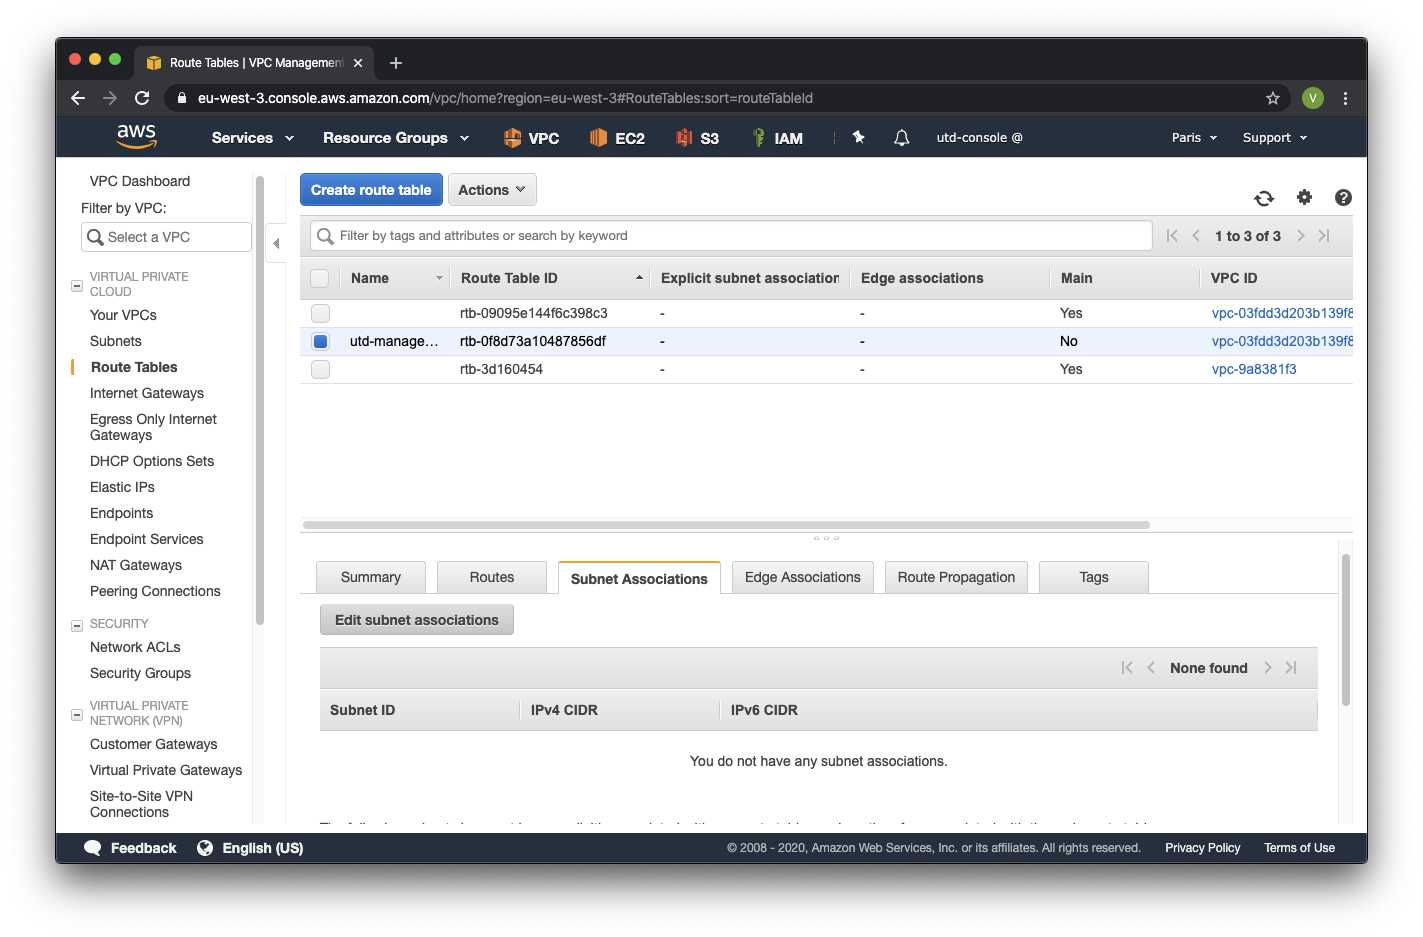 Route Tables | VPC Management
eu-west-3.console.aws.amazon.com/vpc/home?region=eu-west-3#RouteTables:sort=routeTableId
V
aws
Services
Resource Groups
VPC
EC2
S3
IAM
utd-console @
Paris
Support
VPC Dashboard
Filter by VPC:
Select a VPC
VIRTUAL PRIVATE
CLOUD
Your VPCs
Subnets
Route Tables
Internet Gateways
Egress Only Internet
Gateways
DHCP Options Sets
Elastic IPs
Endpoints
Endpoint Services
NAT Gateways
Peering Connections
SECURITY
Network ACLs
Security Groups
VIRTUAL PRIVATE
NETWORK (VPN)
Customer Gateways
Virtual Private Gateways
Site-to-Site VPN
Connections
Create route table
Actions
Filter by tags and attributes or search by keyword
1 to 3 of 3
Name Route Table ID Explicit subnet association Edge associations Main VPC ID
rtb-09095e144f6c398c3 - - Yes vpc-03fdd3d203b139f8
utd-manage... rtb-0f8d73a10487856df - - No vpc-03fdd3d203b139f8
rtb-3d160454 - - Yes vpc-9a8381f3
Summary
Routes
Subnet Associations
Edge Associations
Route Propagation
Tags
Edit subnet associations
None found
Subnet ID IPv4 CIDR IPv6 CIDR
You do not have any subnet associations.
Feedback
English (US)
© 2008 - 2020, Amazon Web Services, Inc. or its affiliates. All rights reserved.
Privacy Policy
Terms of Use